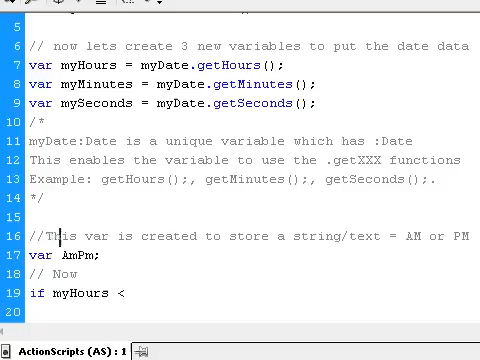 5
6 // now lets create 3 new variables to put the date data
7 var myHours = myDate.getHours();
8 var myMinutes = myDate.getMinutes();
9 var mySeconds = myDate.getSeconds();
10 /*
11 myDate:Date is a unique variable which has :Date
12 This enables the variable to use the .getXXX functions
13 Example: getHours();, getMinutes();, getSeconds();.
14 */
15
16 //This var is created to store a string/text = AM or PM
17 var AmPm;
18 // Now
19 if myHours <
20
ActionScripts (AS) : 1